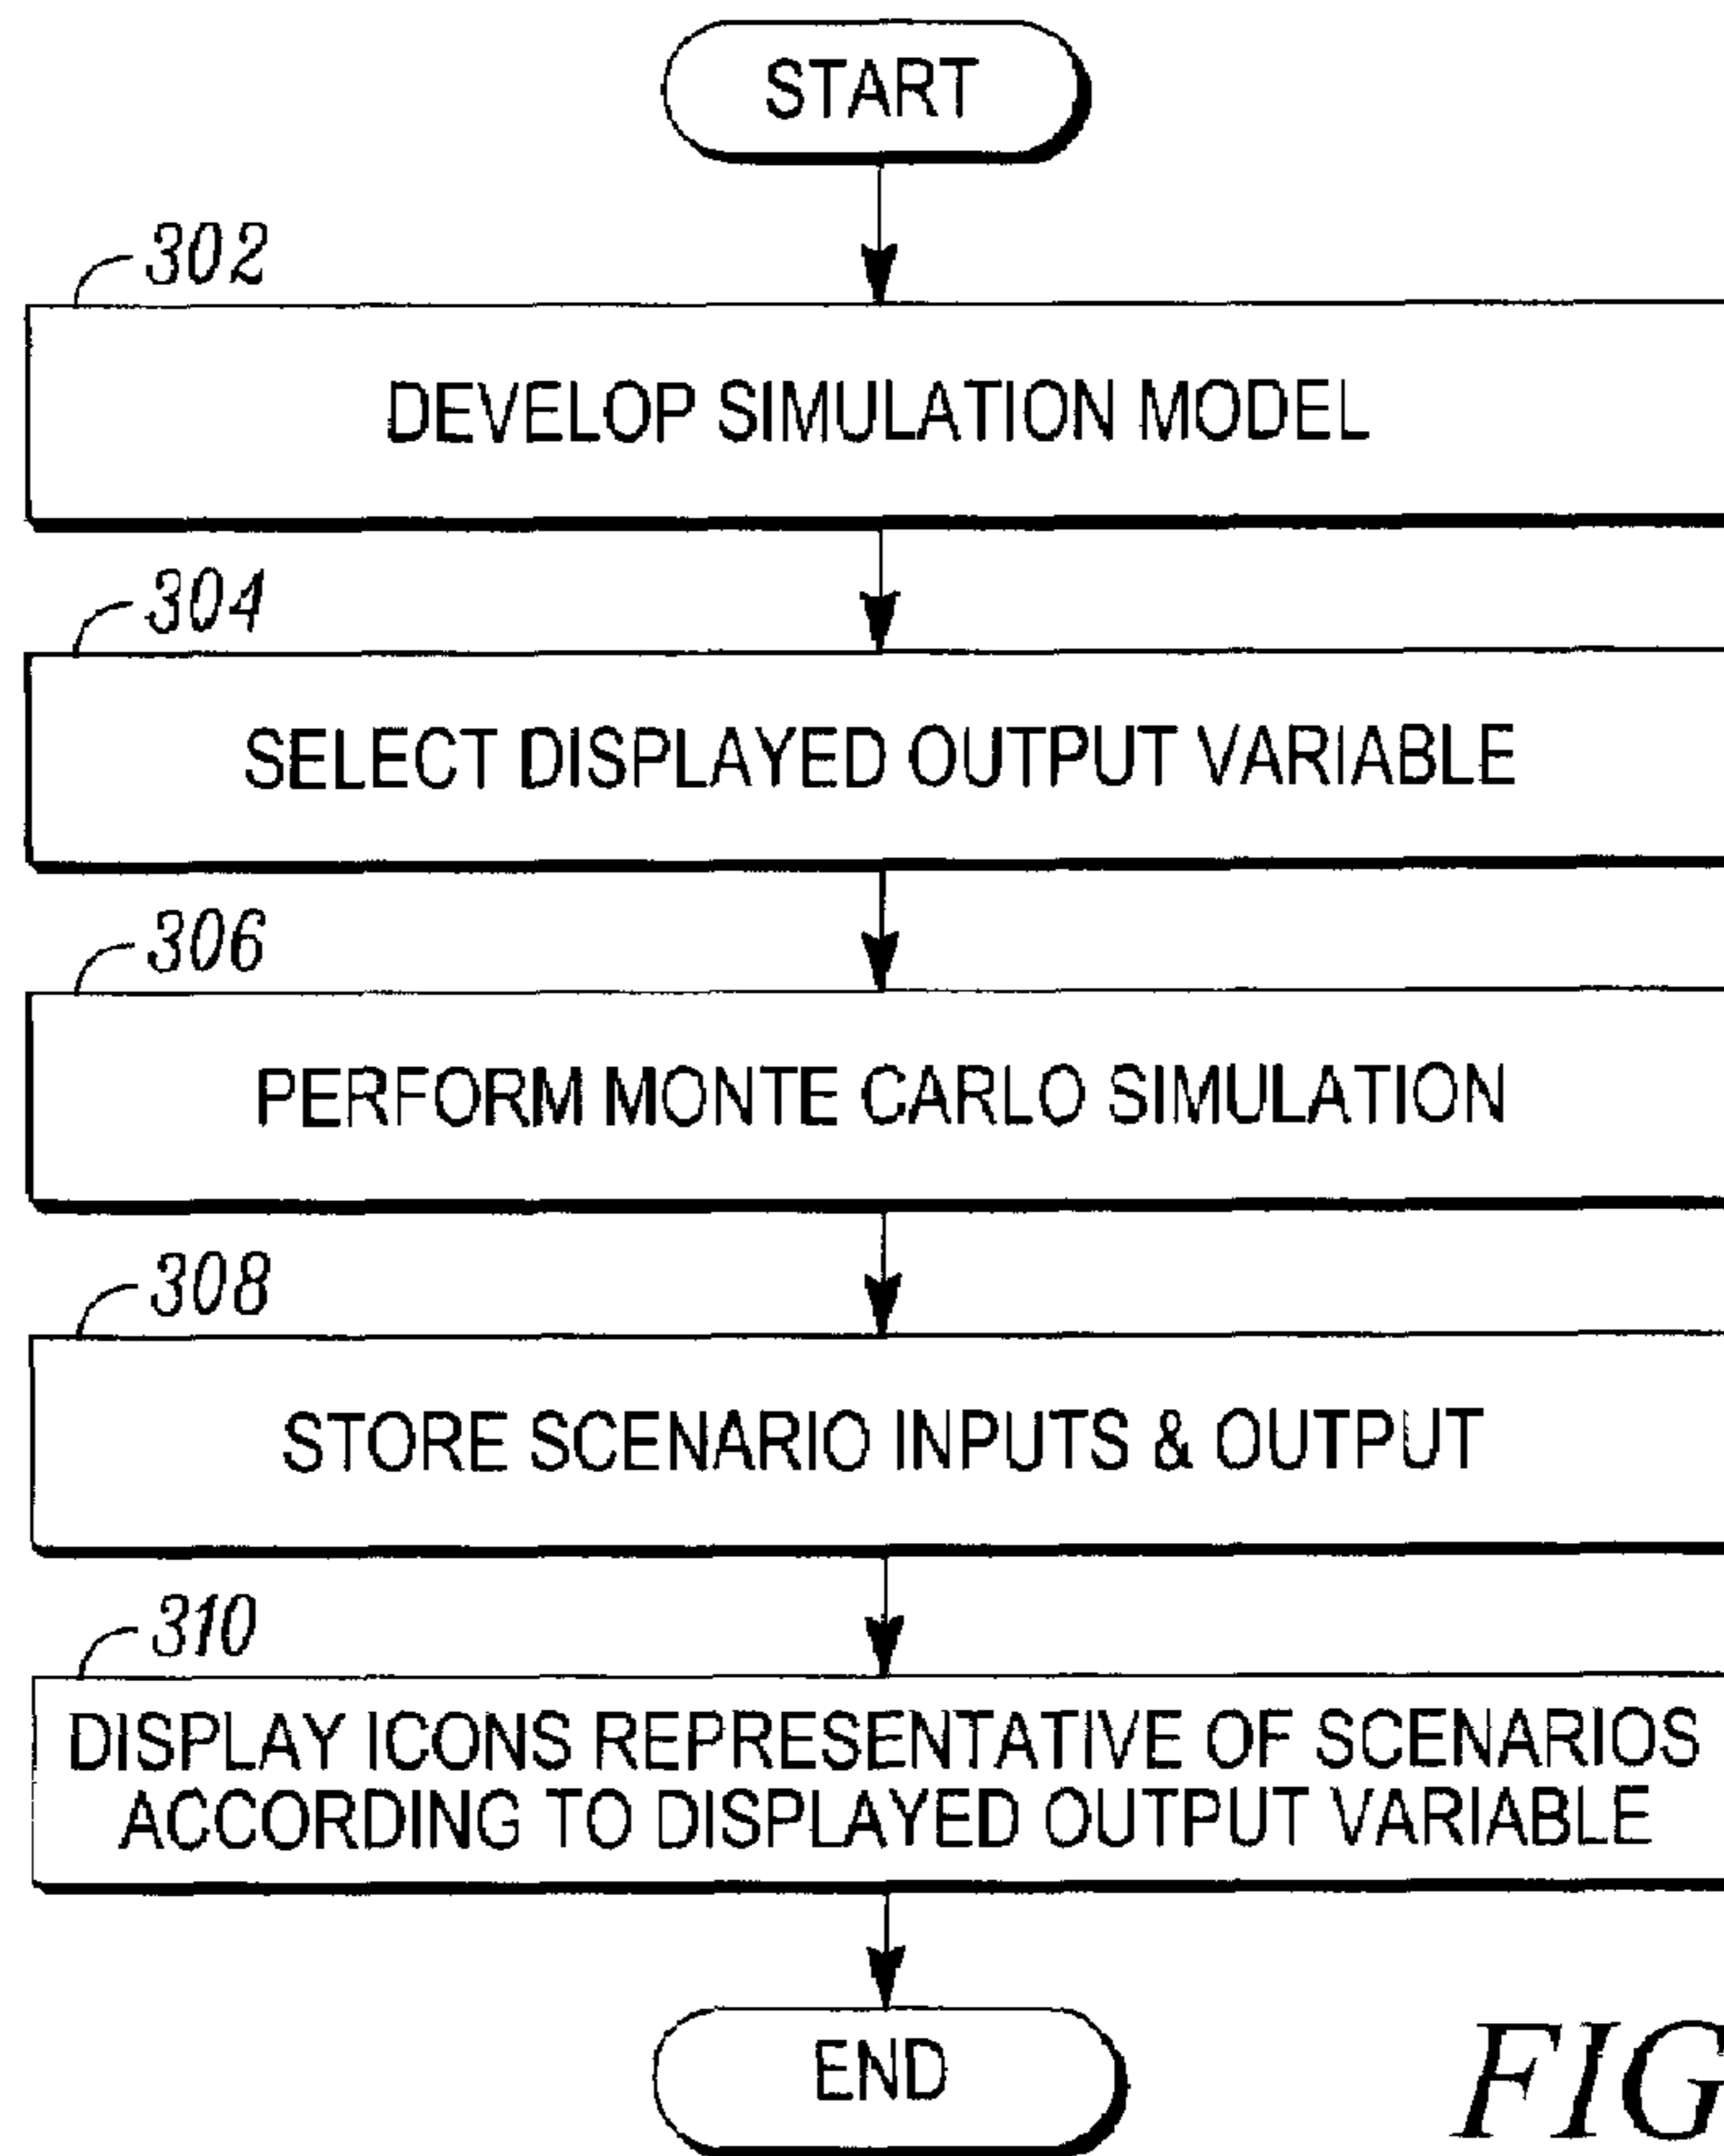 START
302
DEVELOP SIMULATION MODEL
304
SELECT DISPLAYED OUTPUT VARIABLE
306
PERFORM MONTE CARLO SIMULATION
308
STORE SCENARIO INPUTS & OUTPUT
310
DISPLAY ICONS REPRESENTATIVE OF SCENARIOS
ACCORDING TO DISPLAYED OUTPUT VARIABLE
END
FIG